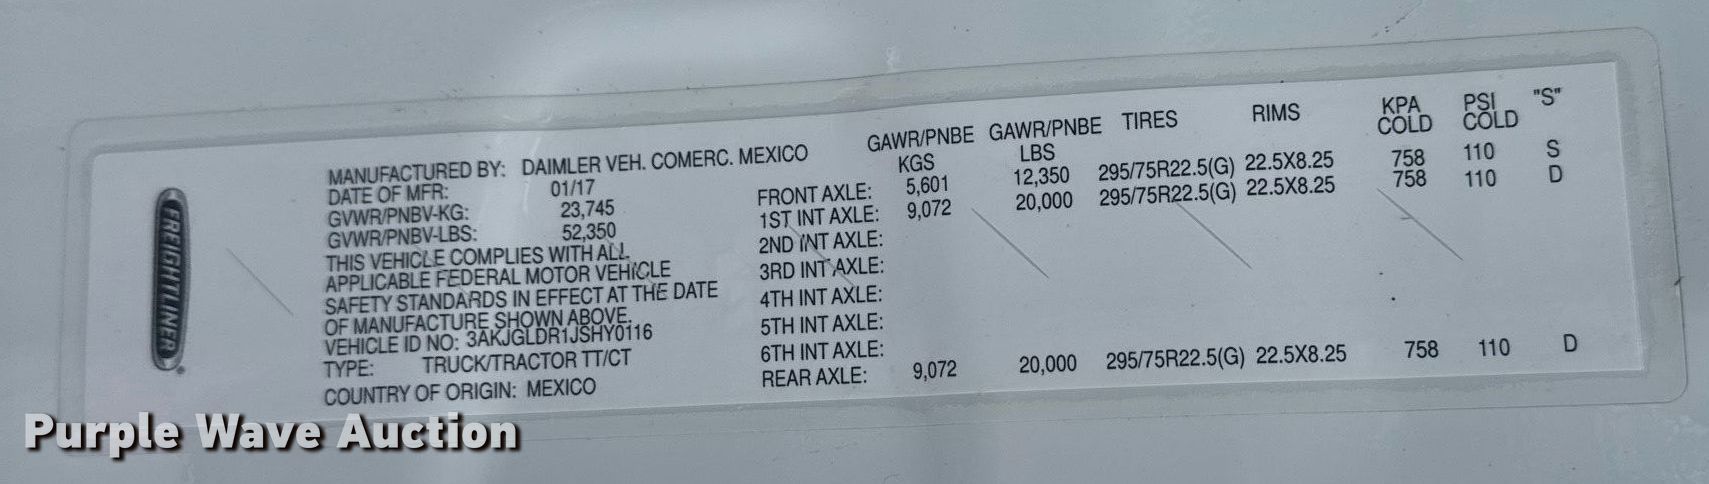 FREIGHTLINER
MANUFACTURED BY: DAIMLER VEH. COMERC. MEXICO
DATE OF MFR: 01/17
GVWR/PNBV-KG: 23,745
GVWR/PNBV-LBS: 52,350
THIS VEHICLE COMPLIES WITH ALL
APPLICABLE FEDERAL MOTOR VEHICLE
SAFETY STANDARDS IN EFFECT AT THE DATE
OF MANUFACTURE SHOWN ABOVE.
VEHICLE ID NO: 3AKJGLDR1JSHY0116
TYPE: TRUCK/TRACTOR TT/CT
COUNTRY OF ORIGIN: MEXICO
GAWR/PNBE GAWR/PNBE TIRES RIMS KPA PSI "S"
KGS LBS COLD COLD
FRONT AXLE: 5,601 12,350 295/75R22.5(G) 22.5X8.25 758 110 S
1ST INT AXLE: 9,072 20,000 295/75R22.5(G) 22.5X8.25 758 110 D
2ND INT AXLE:
3RD INT AXLE:
4TH INT AXLE:
5TH INT AXLE:
6TH INT AXLE:
REAR AXLE: 9,072 20,000 295/75R22.5(G) 22.5X8.25 758 110 D
Purple Wave Auction